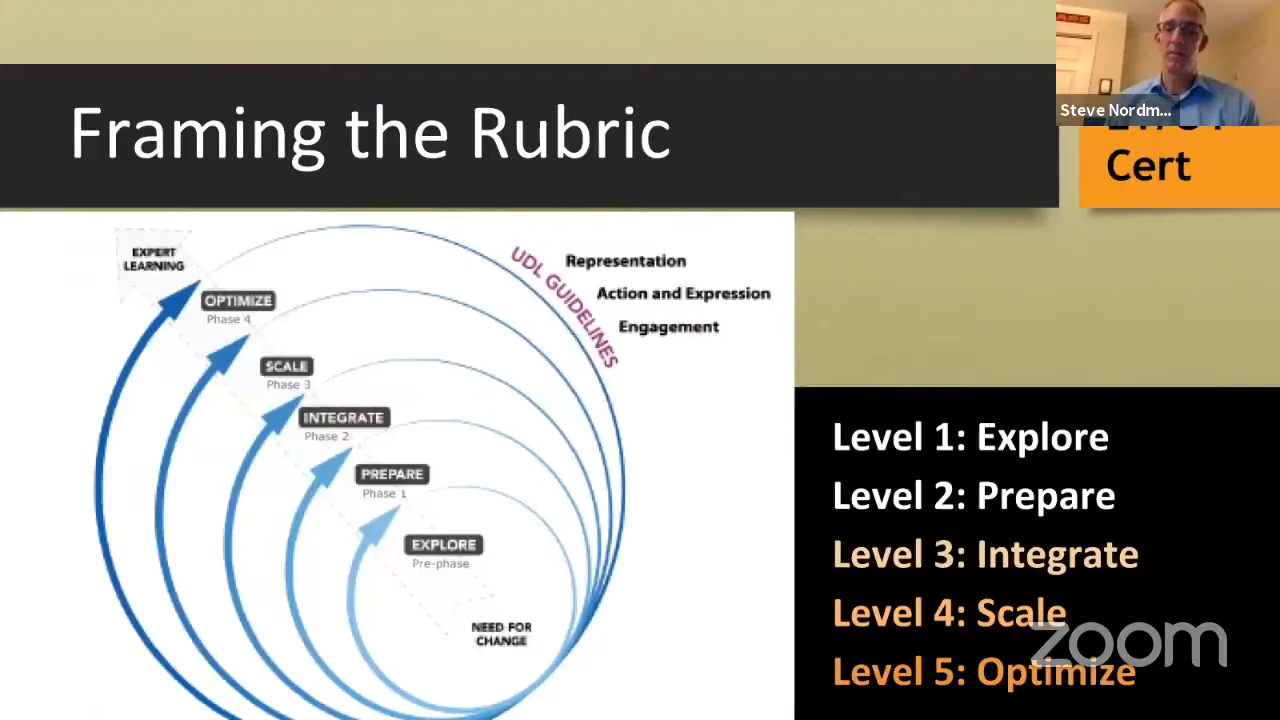 Framing the Rubric
Steve Nordm...
Cert
EXPERT
LEARNING
OPTIMIZE
Phase 4
SCALE
Phase 3
INTEGRATE
Phase 2
PREPARE
Phase 1
EXPLORE
Pre-phase
NEED FOR
CHANGE
UDL GUIDELINES
Representation
Action and Expression
Engagement
Level 1: Explore
Level 2: Prepare
Level 3: Integrate
Level 4: Scale
Level 5: Optimize
zoom